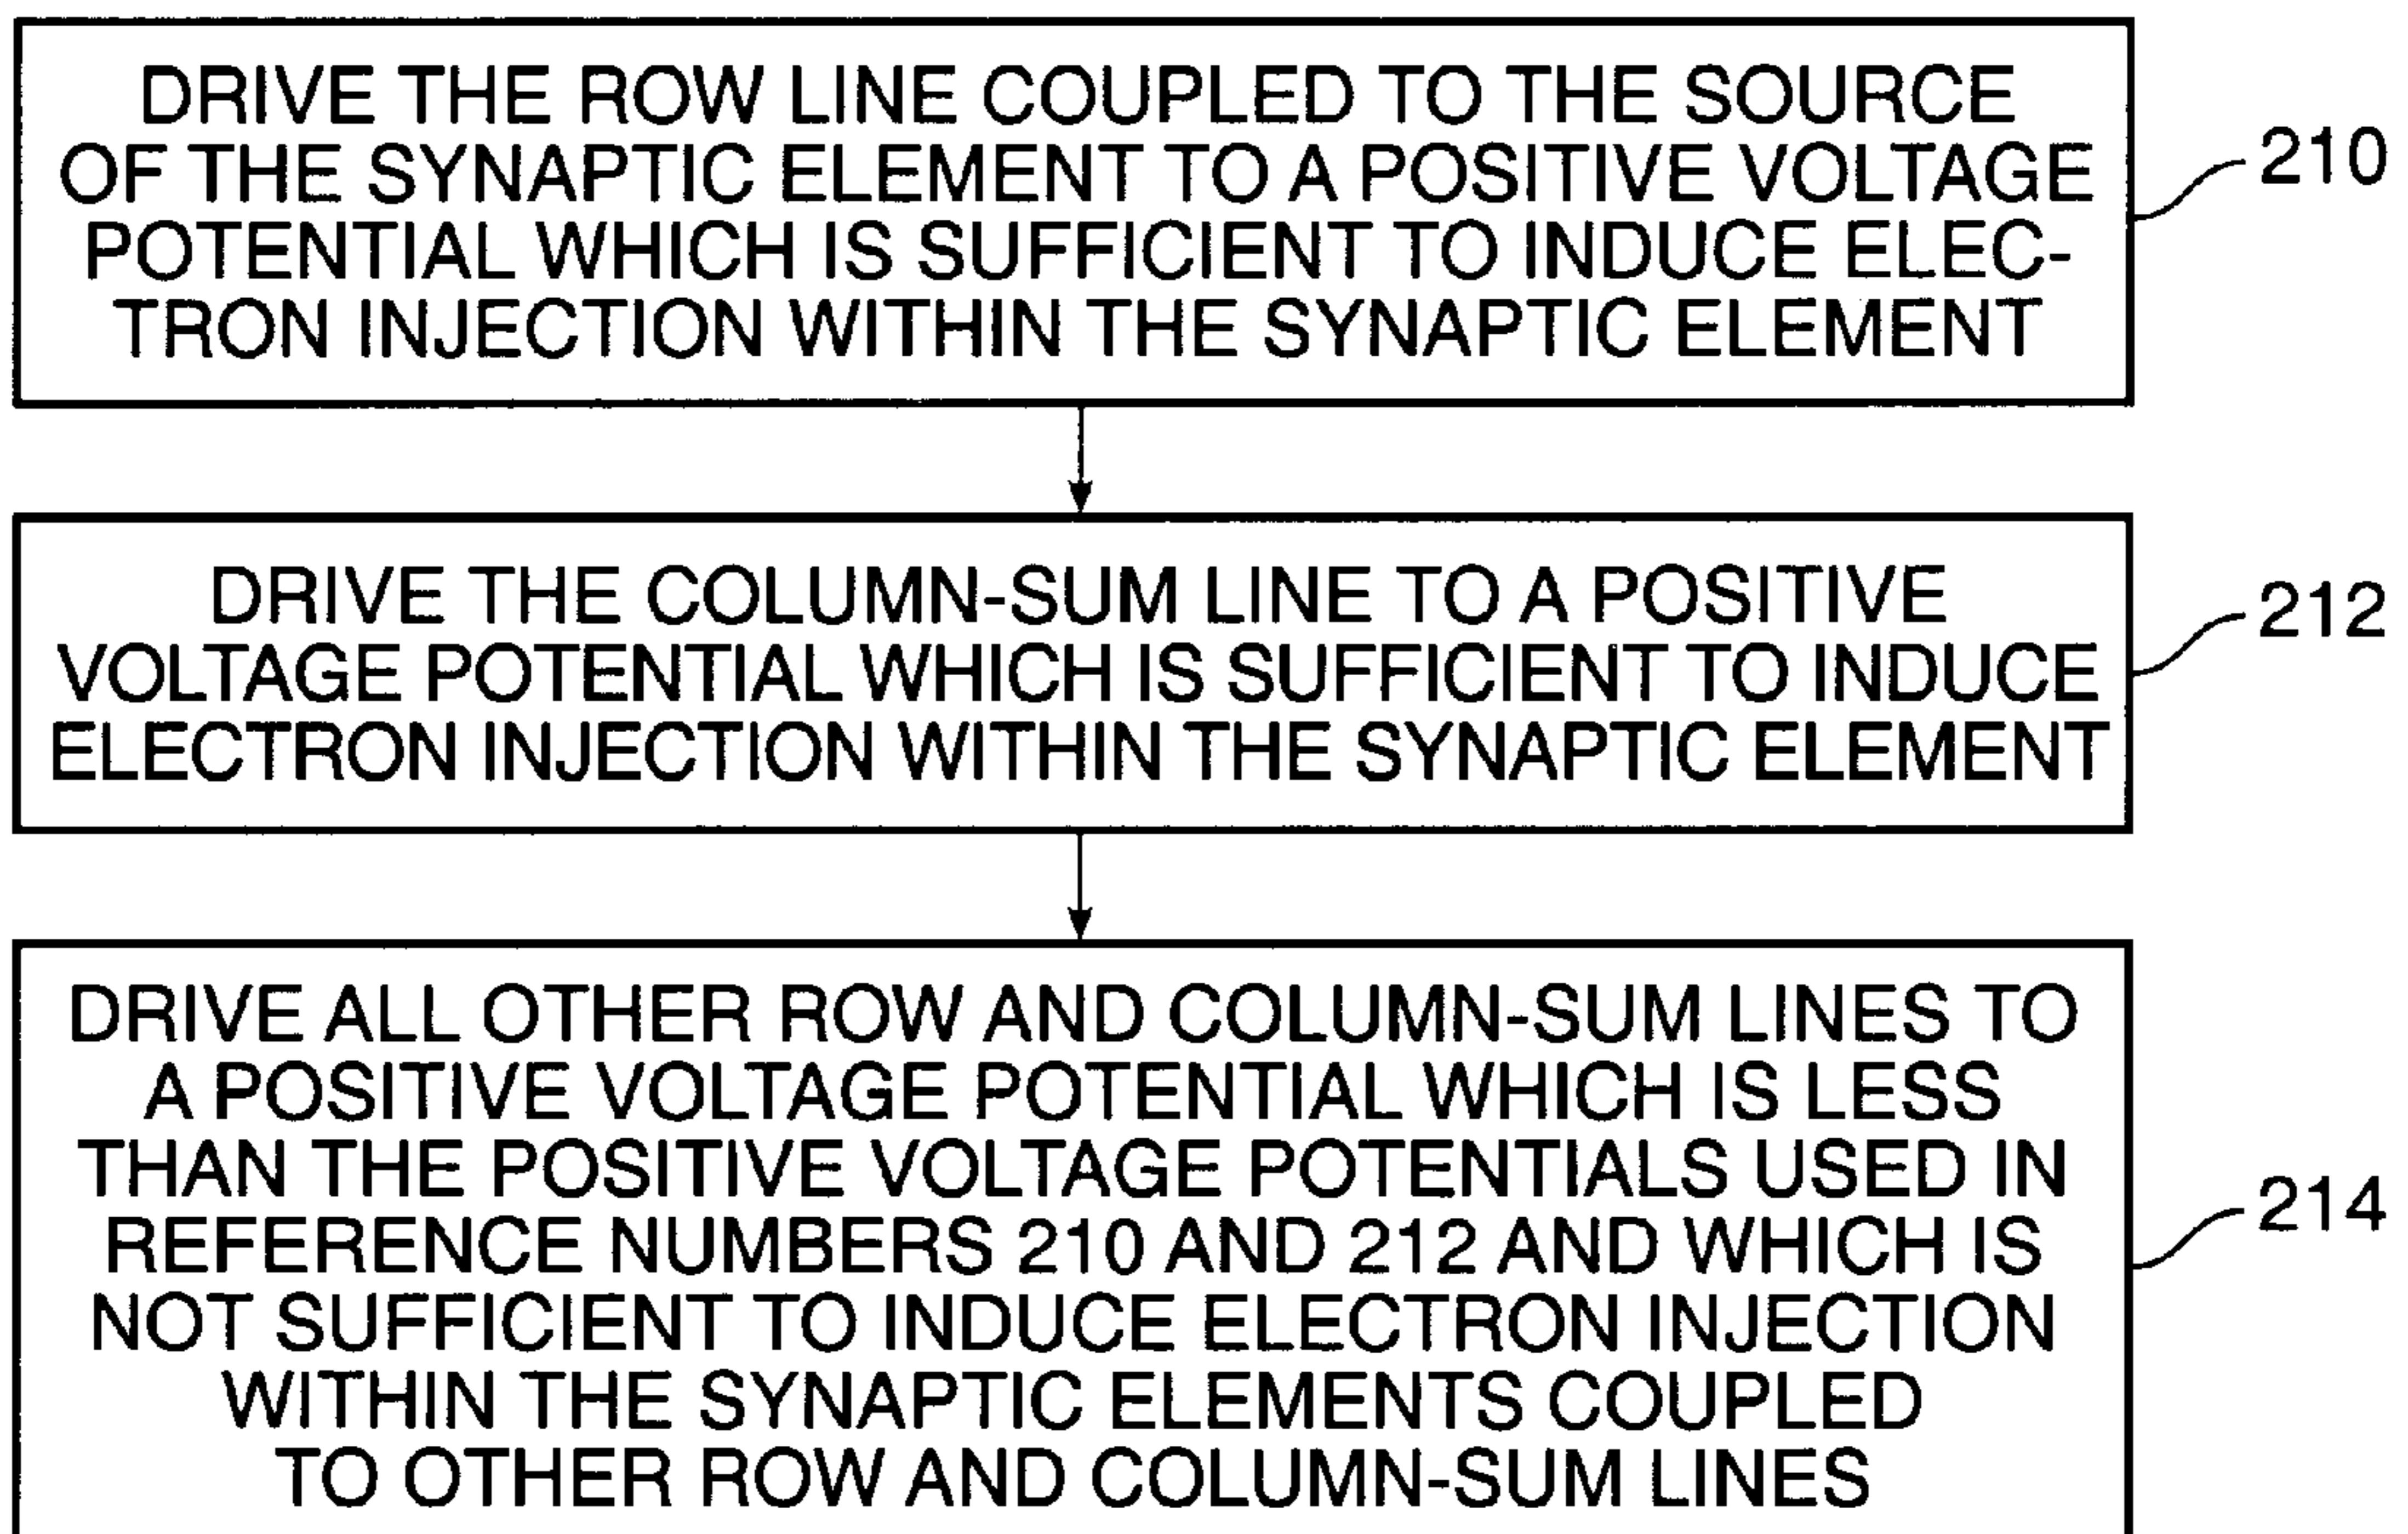 DRIVE THE ROW LINE COUPLED TO THE SOURCE
OF THE SYNAPTIC ELEMENT TO A POSITIVE VOLTAGE
POTENTIAL WHICH IS SUFFICIENT TO INDUCE ELEC-
TRON INJECTION WITHIN THE SYNAPTIC ELEMENT
210
DRIVE THE COLUMN-SUM LINE TO A POSITIVE
VOLTAGE POTENTIAL WHICH IS SUFFICIENT TO INDUCE
ELECTRON INJECTION WITHIN THE SYNAPTIC ELEMENT
212
DRIVE ALL OTHER ROW AND COLUMN-SUM LINES TO
A POSITIVE VOLTAGE POTENTIAL WHICH IS LESS
THAN THE POSITIVE VOLTAGE POTENTIALS USED IN
REFERENCE NUMBERS 210 AND 212 AND WHICH IS
NOT SUFFICIENT TO INDUCE ELECTRON INJECTION
WITHIN THE SYNAPTIC ELEMENTS COUPLED
TO OTHER ROW AND COLUMN-SUM LINES
214